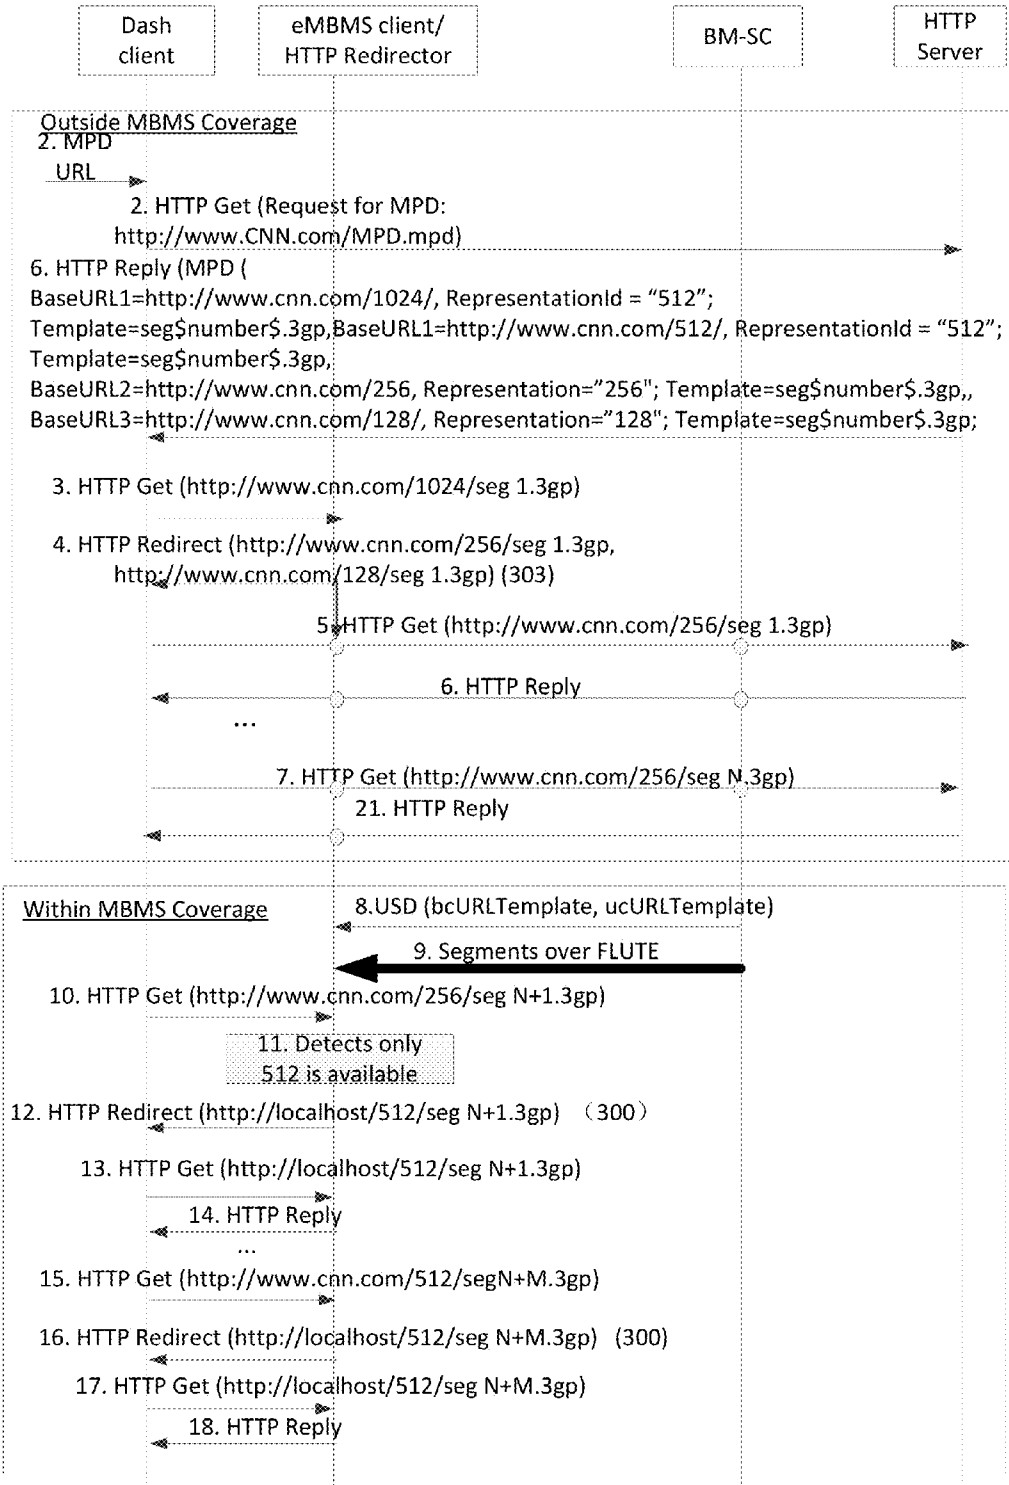 Dash
client
eMBMS client/
HTTP Redirector
BM-SC
HTTP
Server
Outside MBMS Coverage
2. MPD
URL
2. HTTP Get (Request for MPD:
http://www.CNN.com/MPD.mpd)
6. HTTP Reply (MPD (
BaseURL1=http://www.cnn.com/1024/, RepresentationId = “512”;
Template=seg$number$.3gp,BaseURL1=http://www.cnn.com/512/, RepresentationId = “512”;
Template=seg$number$.3gp,
BaseURL2=http://www.cnn.com/256, Representation=”256"; Template=seg$number$.3gp,,
BaseURL3=http://www.cnn.com/128/, Representation=”128"; Template=seg$number$.3gp;
3. HTTP Get (http://www.cnn.com/1024/seg 1.3gp)
4. HTTP Redirect (http://www.cnn.com/256/seg 1.3gp,
http://www.cnn.com/128/seg 1.3gp) (303)
5. HTTP Get (http://www.cnn.com/256/seg 1.3gp)
6. HTTP Reply
...
7. HTTP Get (http://www.cnn.com/256/seg N.3gp)
21. HTTP Reply
Within MBMS Coverage
8.USD (bcURLTemplate, ucURLTemplate)
9. Segments over FLUTE
10. HTTP Get (http://www.cnn.com/256/seg N+1.3gp)
11. Detects only
512 is available
12. HTTP Redirect (http://localhost/512/seg N+1.3gp) （300）
13. HTTP Get (http://localhost/512/seg N+1.3gp)
14. HTTP Reply
...
15. HTTP Get (http://www.cnn.com/512/segN+M.3gp)
16. HTTP Redirect (http://localhost/512/seg N+M.3gp) (300)
17. HTTP Get (http://localhost/512/seg N+M.3gp)
18. HTTP Reply